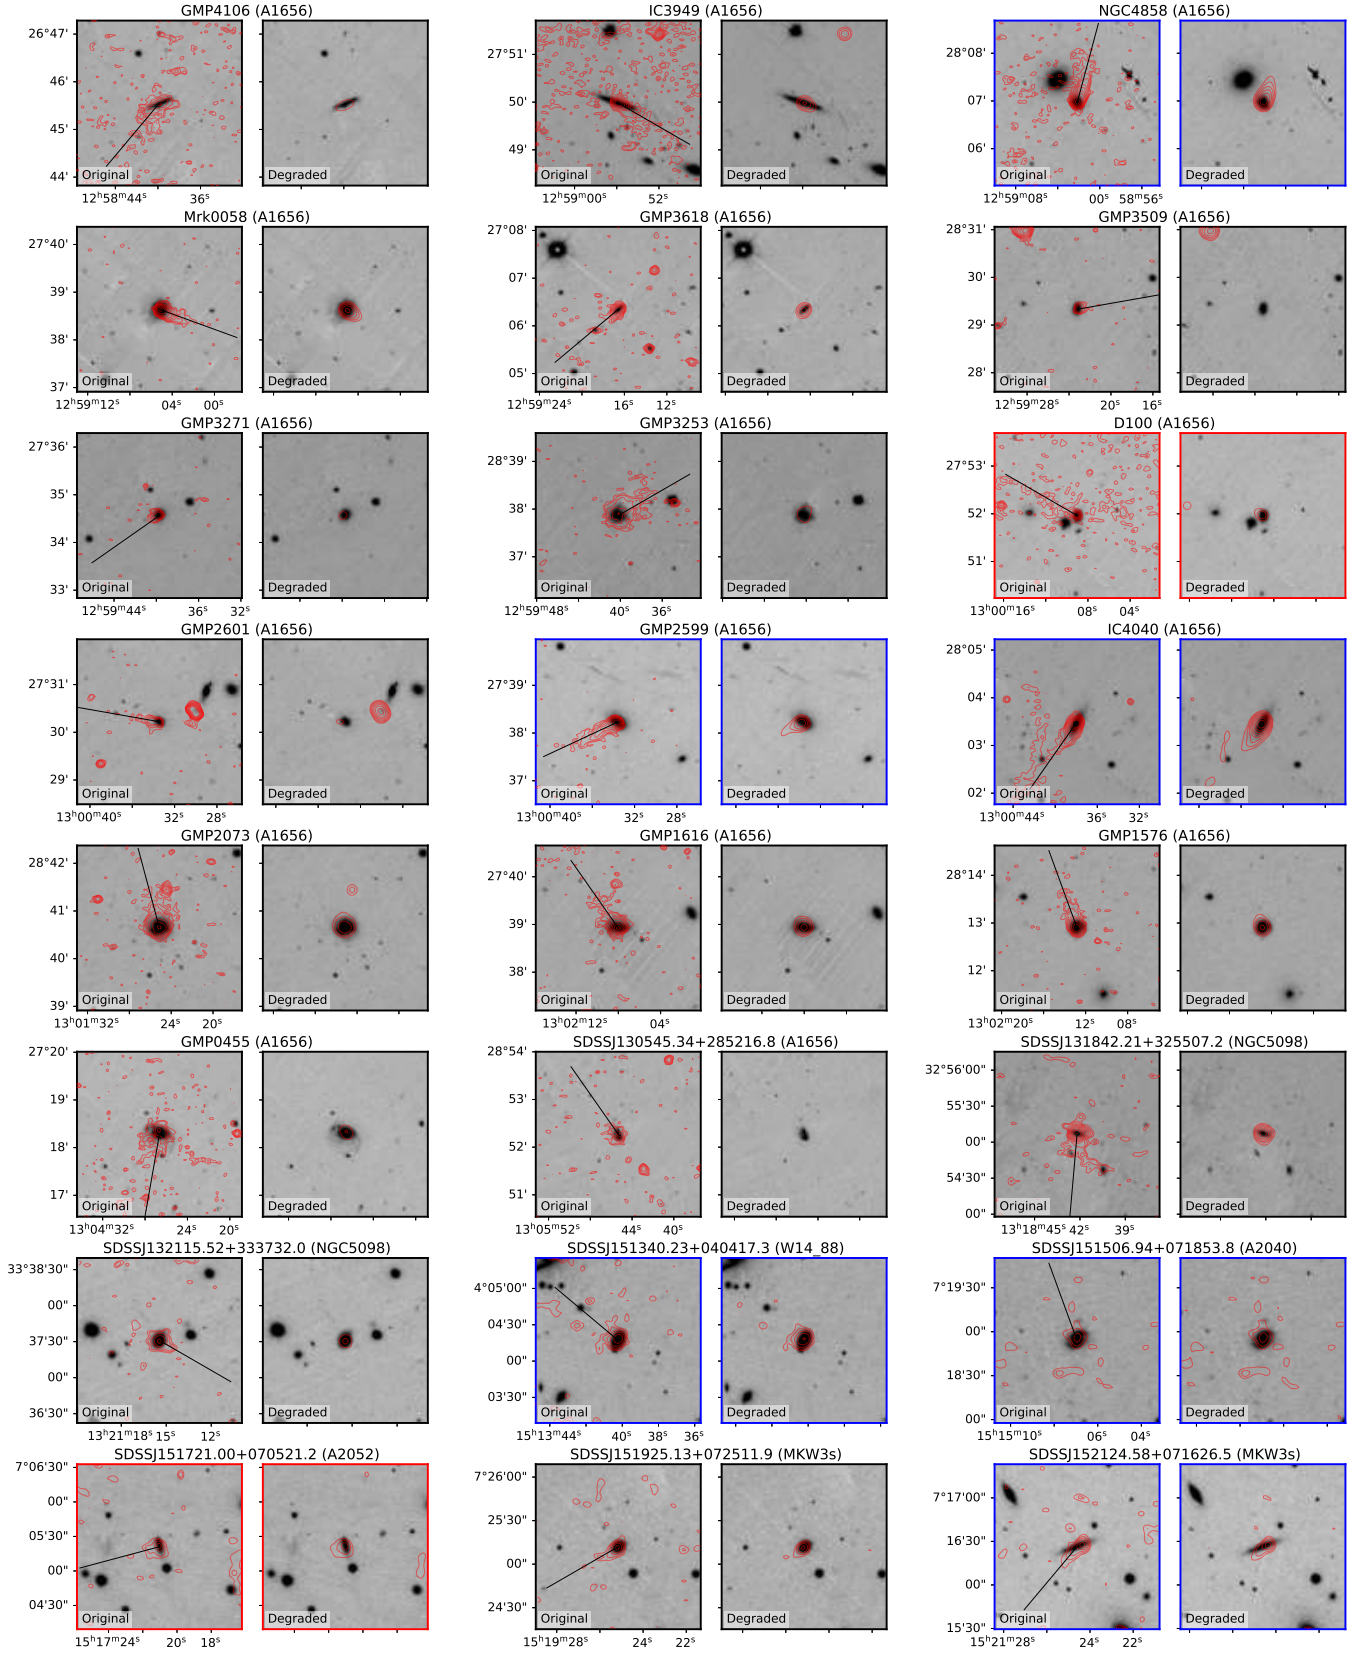 GMP4106 (A1656)
IC3949 (A1656)
NGC4858 (A1656)
26°47'
46'
45'
44'
27°51'
50'
49'
28°08'
07'
06'
Original
Degraded
Original
Degraded
Original
Degraded
12ʰ58ᵐ44ˢ 36ˢ
12ʰ59ᵐ00ˢ 52ˢ
12ʰ59ᵐ08ˢ 00ˢ 58ᵐ56ˢ
Mrk0058 (A1656)
GMP3618 (A1656)
GMP3509 (A1656)
27°40'
39'
38'
37'
27°08'
07'
06'
05'
28°31'
30'
29'
28'
Original
Degraded
Original
Degraded
Original
Degraded
12ʰ59ᵐ12ˢ 04ˢ 00ˢ
12ʰ59ᵐ24ˢ 16ˢ 12ˢ
12ʰ59ᵐ28ˢ 20ˢ 16ˢ
GMP3271 (A1656)
GMP3253 (A1656)
D100 (A1656)
27°36'
35'
34'
33'
28°39'
38'
37'
27°53'
52'
51'
Original
Degraded
Original
Degraded
Original
Degraded
12ʰ59ᵐ44ˢ 36ˢ 32ˢ
12ʰ59ᵐ48ˢ 40ˢ 36ˢ
13ʰ00ᵐ16ˢ 08ˢ 04ˢ
GMP2601 (A1656)
GMP2599 (A1656)
IC4040 (A1656)
27°31'
30'
29'
27°39'
38'
37'
28°05'
04'
03'
02'
Original
Degraded
Original
Degraded
Original
Degraded
13ʰ00ᵐ40ˢ 32ˢ 28ˢ
13ʰ00ᵐ40ˢ 32ˢ 28ˢ
13ʰ00ᵐ44ˢ 36ˢ 32ˢ
GMP2073 (A1656)
GMP1616 (A1656)
GMP1576 (A1656)
28°42'
41'
40'
39'
27°40'
39'
38'
28°14'
13'
12'
Original
Degraded
Original
Degraded
Original
Degraded
13ʰ01ᵐ32ˢ 24ˢ 20ˢ
13ʰ02ᵐ12ˢ 04ˢ
13ʰ02ᵐ20ˢ 12ˢ 08ˢ
GMP0455 (A1656)
SDSSJ130545.34+285216.8 (A1656)
SDSSJ131842.21+325507.2 (NGC5098)
27°20'
19'
18'
17'
28°54'
53'
52'
51'
32°56'00"
55'30"
00"
54'30"
00"
Original
Degraded
Original
Degraded
Original
Degraded
13ʰ04ᵐ32ˢ 24ˢ 20ˢ
13ʰ05ᵐ52ˢ 44ˢ 40ˢ
13ʰ18ᵐ45ˢ 42ˢ 39ˢ
SDSSJ132115.52+333732.0 (NGC5098)
SDSSJ151340.23+040417.3 (W14_88)
SDSSJ151506.94+071853.8 (A2040)
33°38'30"
00"
37'30"
00"
36'30"
4°05'00"
04'30"
00"
03'30"
7°19'30"
00"
18'30"
00"
Original
Degraded
Original
Degraded
Original
Degraded
13ʰ21ᵐ18ˢ 15ˢ 12ˢ
15ʰ13ᵐ44ˢ 40ˢ 38ˢ 36ˢ
15ʰ15ᵐ10ˢ 06ˢ 04ˢ
SDSSJ151721.00+070521.2 (A2052)
SDSSJ151925.13+072511.9 (MKW3s)
SDSSJ152124.58+071626.5 (MKW3s)
7°06'30"
00"
05'30"
00"
04'30"
7°26'00"
25'30"
00"
24'30"
7°17'00"
16'30"
00"
15'30"
Original
Degraded
Original
Degraded
Original
Degraded
15ʰ17ᵐ24ˢ 20ˢ 18ˢ
15ʰ19ᵐ28ˢ 24ˢ 22ˢ
15ʰ21ᵐ28ˢ 24ˢ 22ˢ